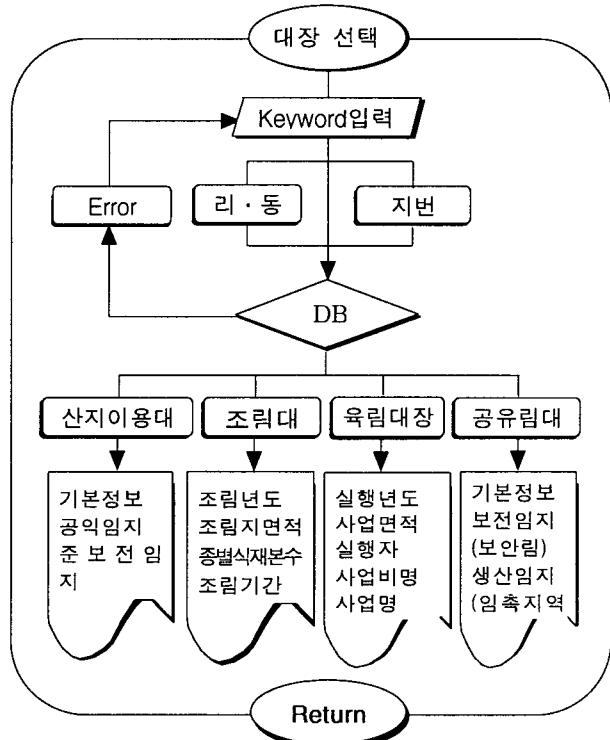 대장 선택
Keyword입력
Error
리 · 동
지번
DB
산지이용대
조림대
육림대장
공유림대
기본정보
공익임지
준 보 전 임
지
조림년도
조림지면적
종별식재본수
조림기간
실행년도
사업면적
실행자
사업비명
사업명
기본정보
보전임지
(보안림)
생산임지
(임촉지역
Return